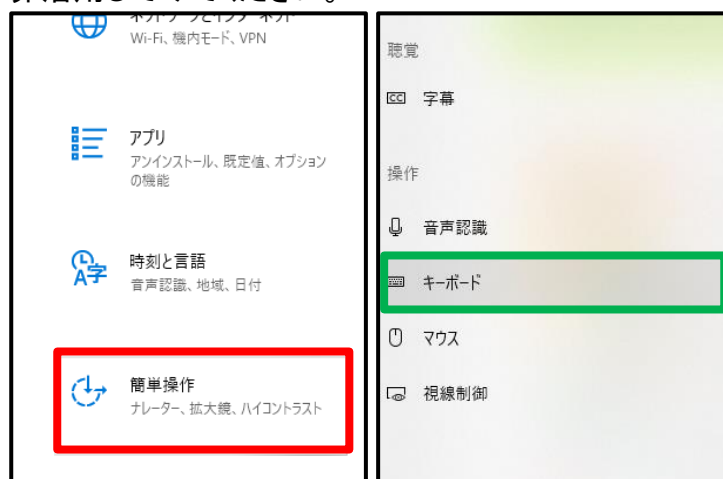 ネットワークとインターネット
Wi-Fi、機内モード、VPN
アプリ
アンインストール、既定値、オプション
の機能
時刻と言語
音声認識、地域、日付
簡単操作
ナレーター、拡大鏡、ハイコントラスト
聴覚
字幕
操作
音声認識
キーボード
マウス
視線制御